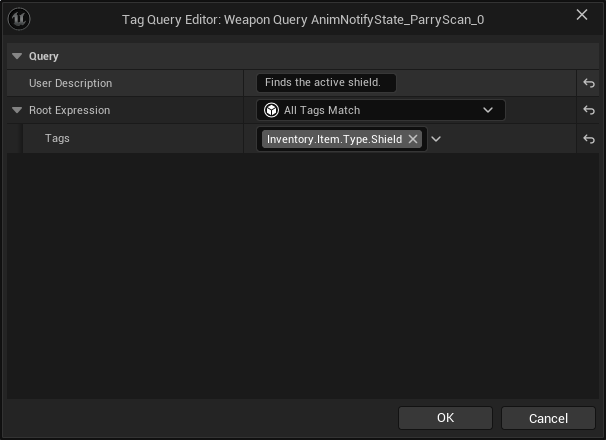 Tag Query Editor: Weapon Query AnimNotifyState_ParryScan_0
Query
User Description
Finds the active shield.
Root Expression
All Tags Match
Tags
Inventory.Item.Type.Shield
OK
Cancel